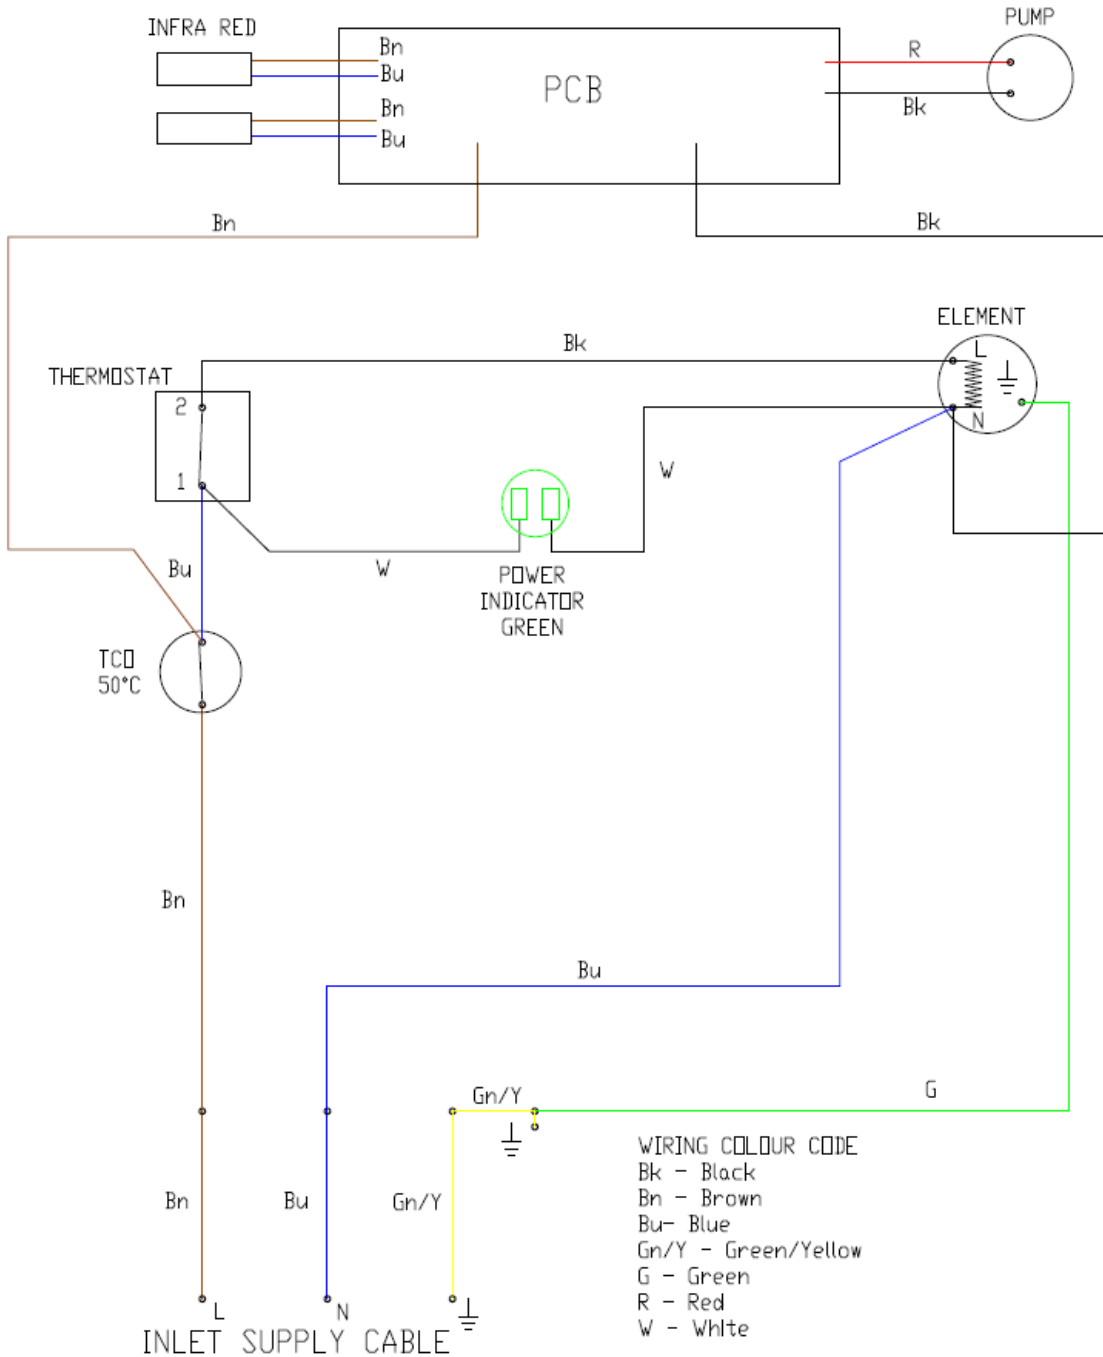 INFRA RED
PUMP
Bn
Bu
R
PCB
Bn
Bu
Bk
Bn
Bk
ELEMENT
Bk
L
THERMOSTAT
2
N
1
W
Bu
W
POWER
INDICATOR
GREEN
TCO
50°C
Bn
Bu
Gn/Y
G
WIRING COLOUR CODE
Bk - Black
Bn - Brown
Bu- Blue
Gn/Y - Green/Yellow
G - Green
R - Red
W - White
Bn
Bu
Gn/Y
L
N
INLET SUPPLY CABLE